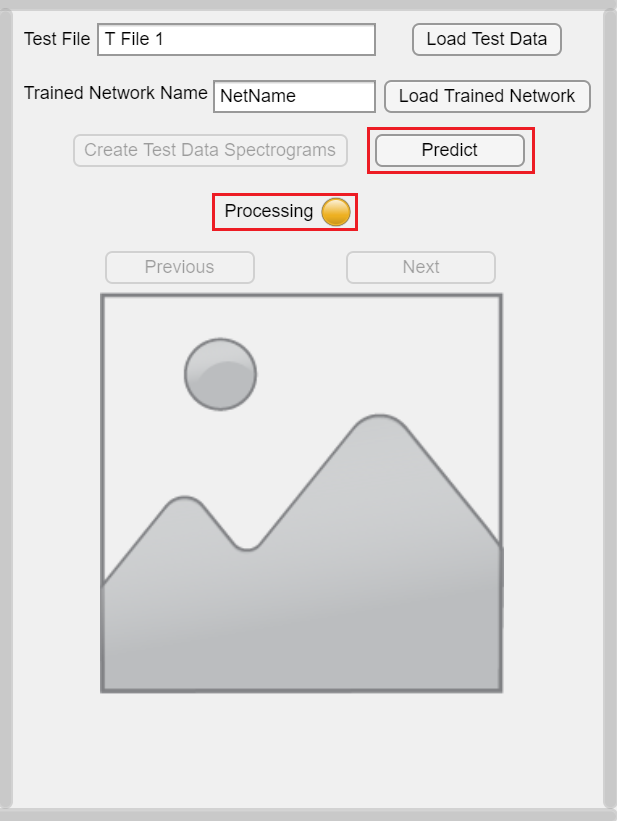 Test File T File 1 Load Test Data
Trained Network Name NetName Load Trained Network
Create Test Data Spectrograms Predict
Processing
Previous Next